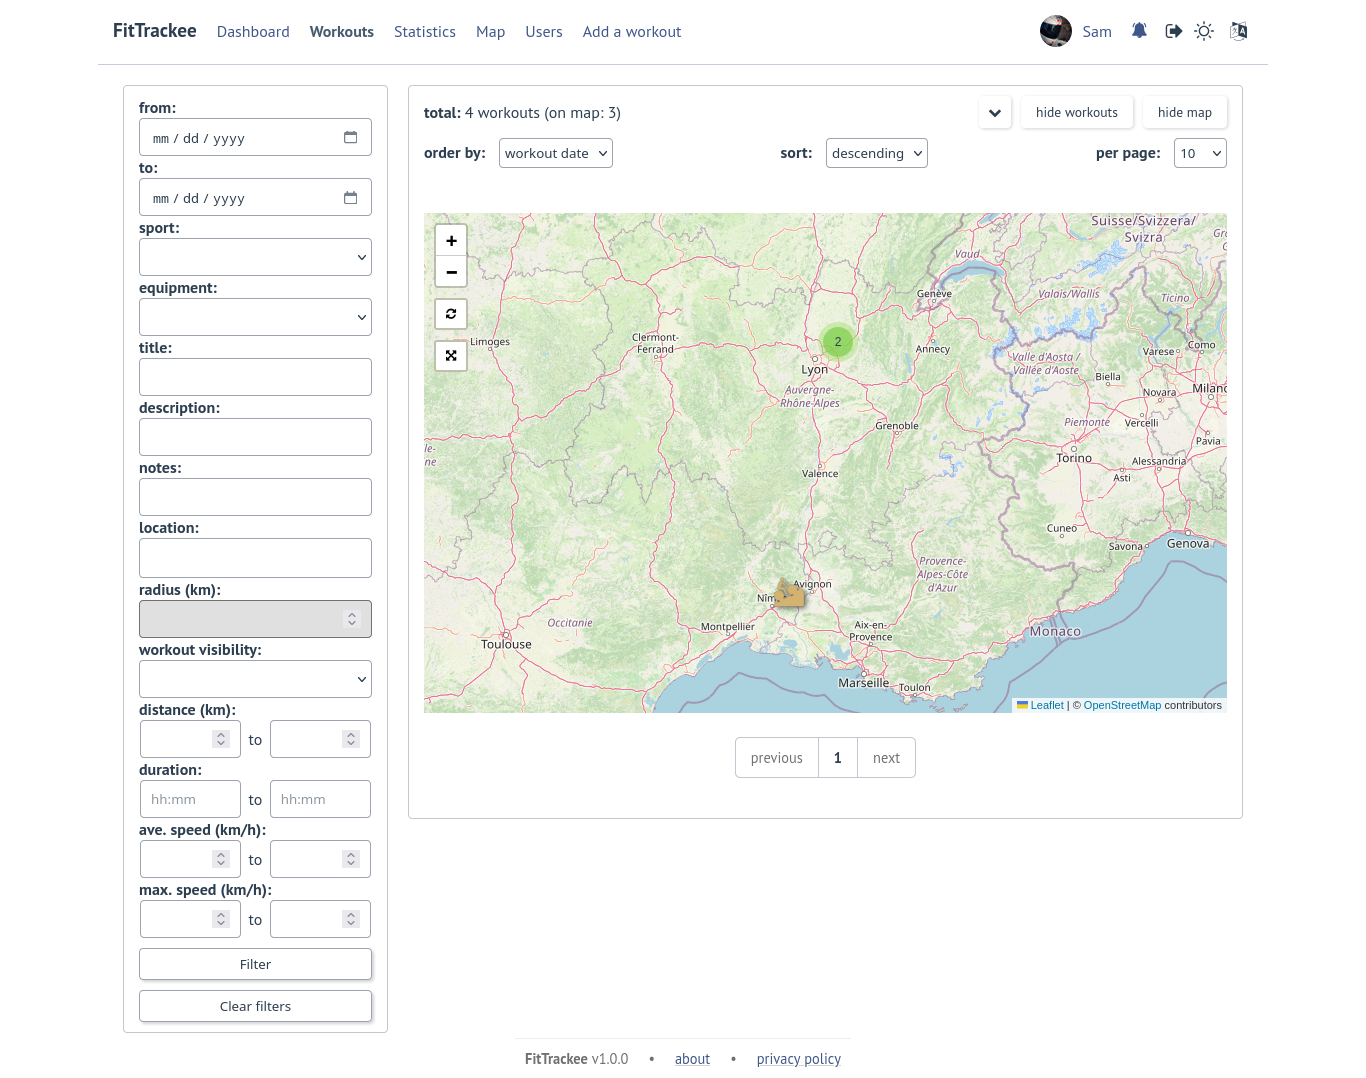 FitTrackee Dashboard Workouts Statistics Map Users Add a workout Sam
from:
mm / dd / yyyy
to:
mm / dd / yyyy
sport:
equipment:
title:
description:
notes:
location:
radius (km):
workout visibility:
distance (km):
to
duration:
hh:mm to hh:mm
ave. speed (km/h):
to
max. speed (km/h):
to
Filter
Clear filters
total: 4 workouts (on map: 3) hide workouts hide map
order by: workout date sort: descending per page: 10
+
−
Suisse/Svizzera/
Svizra
Vaud
Genève
Valais/Wallis
Ticino
Limoges
Clermont-
Ferrand
2
Lyon
Annecy
Valle d'Aosta /
Vallée d'Aoste
Varese
Como
Biella
Novara
Milano
Auvergne-
Rhône-Alpes
Grenoble
Piemonte
Vercelli
Pavia
Torino
Alessandria
Asti
Valence
Cuneo
Savona
Genova
Provence-
Alpes-Côte
d'Azur
Avignon
Occitanie
Montpellier
Aix-en-
Provence
Monaco
Toulouse
Marseille
Toulon
Leaflet | © OpenStreetMap contributors
previous 1 next
FitTrackee v1.0.0 • about • privacy policy